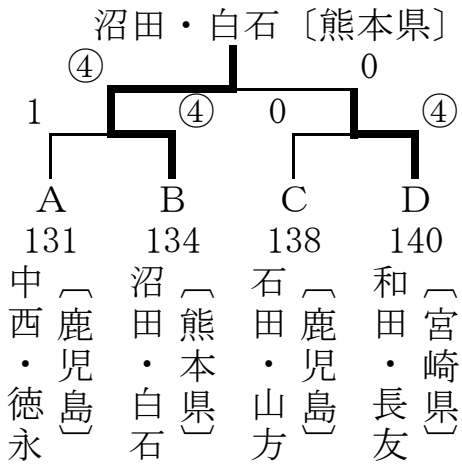 沼田・白石〔熊本県〕
④ 0
1 ④ 0 ④
A B C D
131 134 138 140
中西・徳永〔鹿児島〕
沼田・白石〔熊本県〕
石田・山方〔鹿児島〕
和田・長友〔宮崎県〕